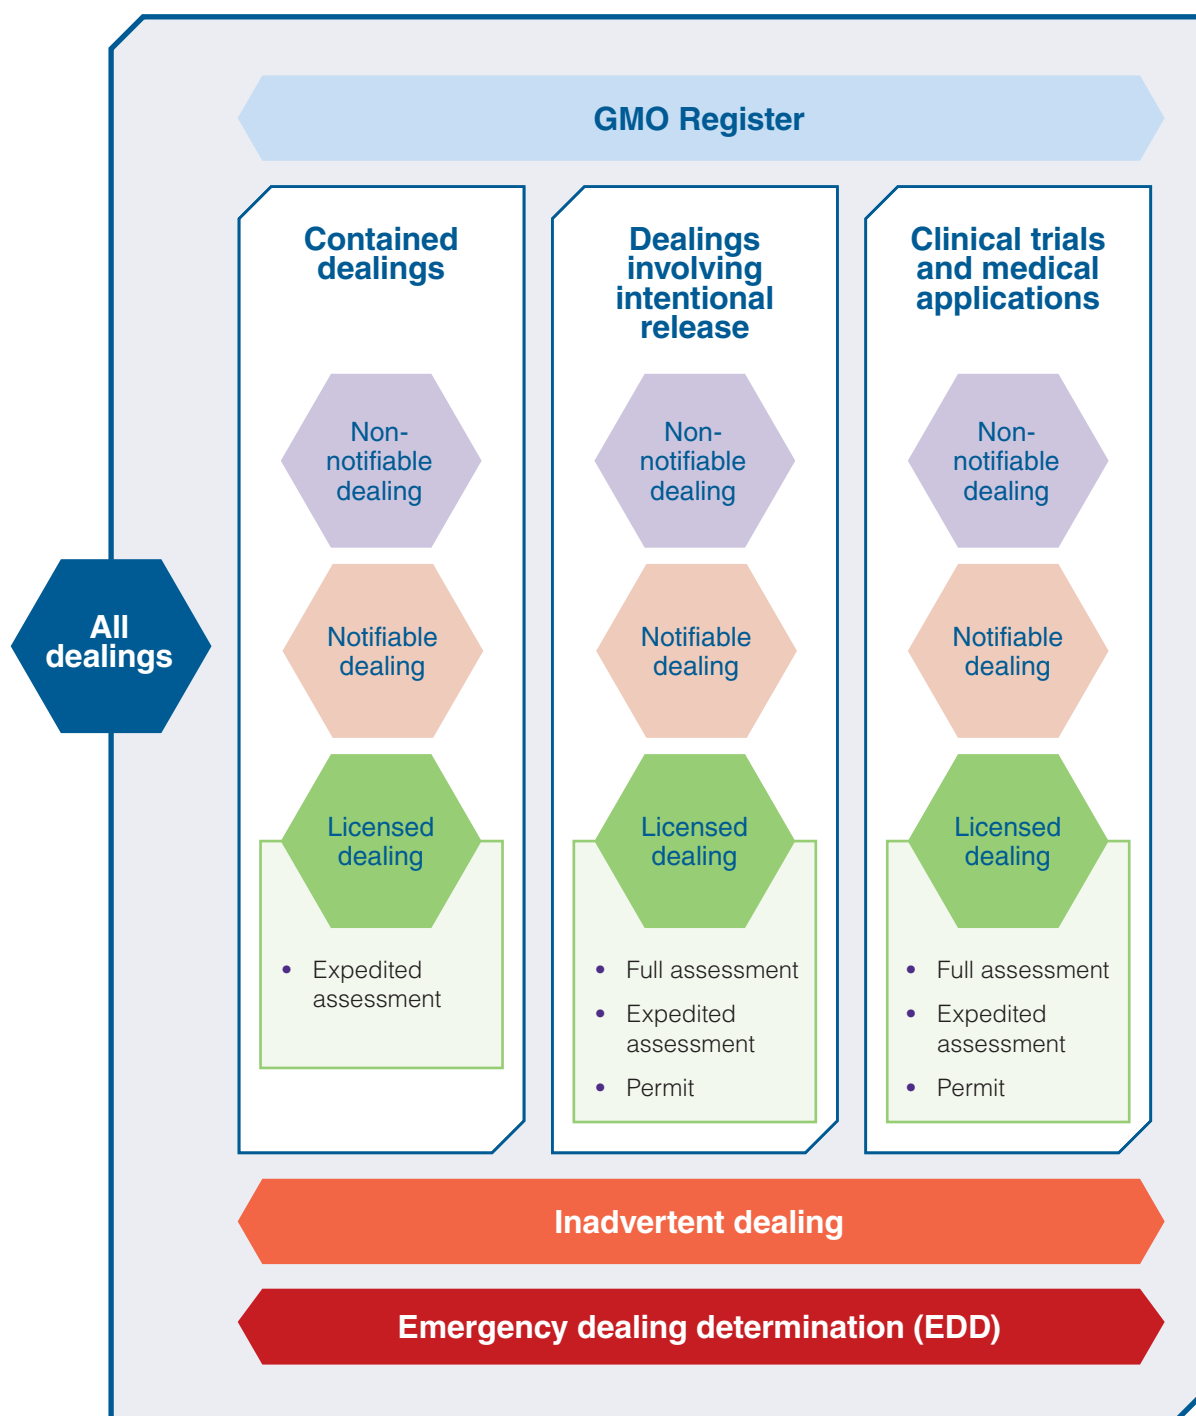 GMO Register
Contained
dealings
Non-
notifiable
dealing
Notifiable
dealing
Licensed
dealing
• Expedited
assessment
Dealings
involving
intentional
release
Non-
notifiable
dealing
Notifiable
dealing
Licensed
dealing
• Full assessment
• Expedited
assessment
• Permit
Clinical trials
and medical
applications
Non-
notifiable
dealing
Notifiable
dealing
Licensed
dealing
• Full assessment
• Expedited
assessment
• Permit
All
dealings
Inadvertent dealing
Emergency dealing determination (EDD)